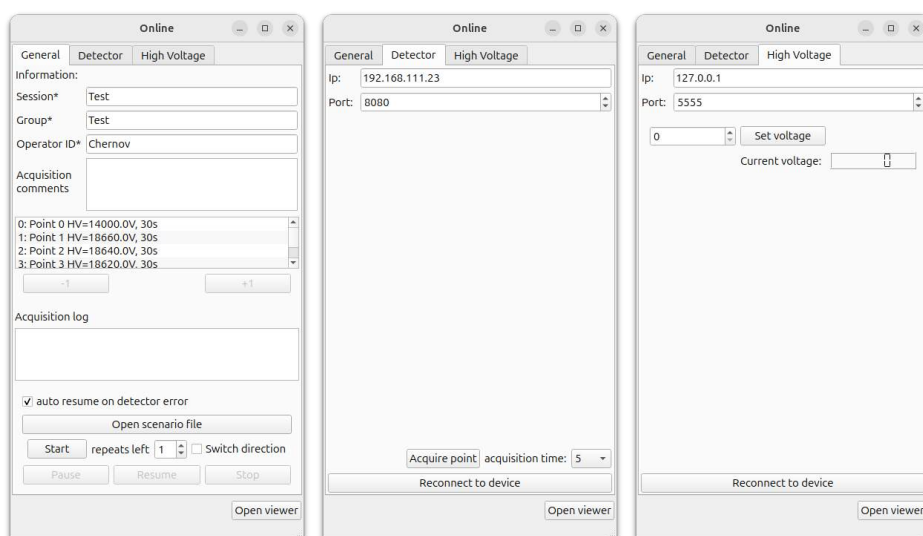 Online
General Detector High Voltage
Information:
Session* Test
Group* Test
Operator ID* Chernov
Acquisition
comments
0: Point 0 HV=14000.0V, 30s
1: Point 1 HV=18660.0V, 30s
2: Point 2 HV=18640.0V, 30s
3: Point 3 HV=18620.0V, 30s
-1 +1
Acquisition log
auto resume on detector error
Open scenario file
Start repeats left 1 Switch direction
Pause Resume Stop
Open viewer
Online
General Detector High Voltage
Ip: 192.168.111.23
Port: 8080
Acquire point acquisition time: 5
Reconnect to device
Open viewer
Online
General Detector High Voltage
Ip: 127.0.0.1
Port: 5555
0 Set voltage
Current voltage: 0
Reconnect to device
Open viewer